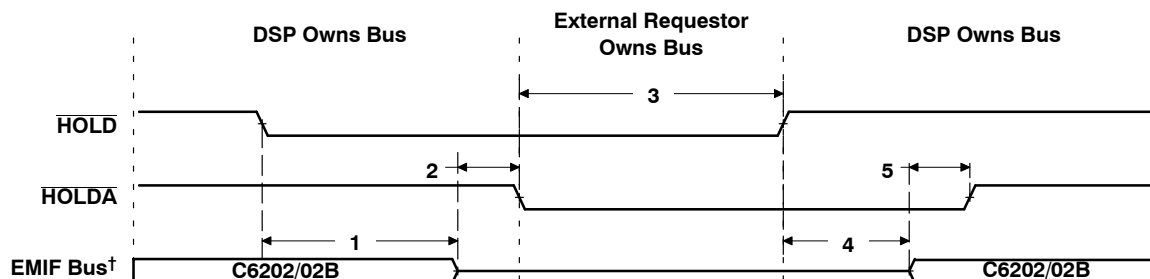 DSP Owns Bus
External Requestor
Owns Bus
DSP Owns Bus
3
HOLD
2
5
HOLDA
1
4
EMIF Bus†
C6202/02B
C6202/02B